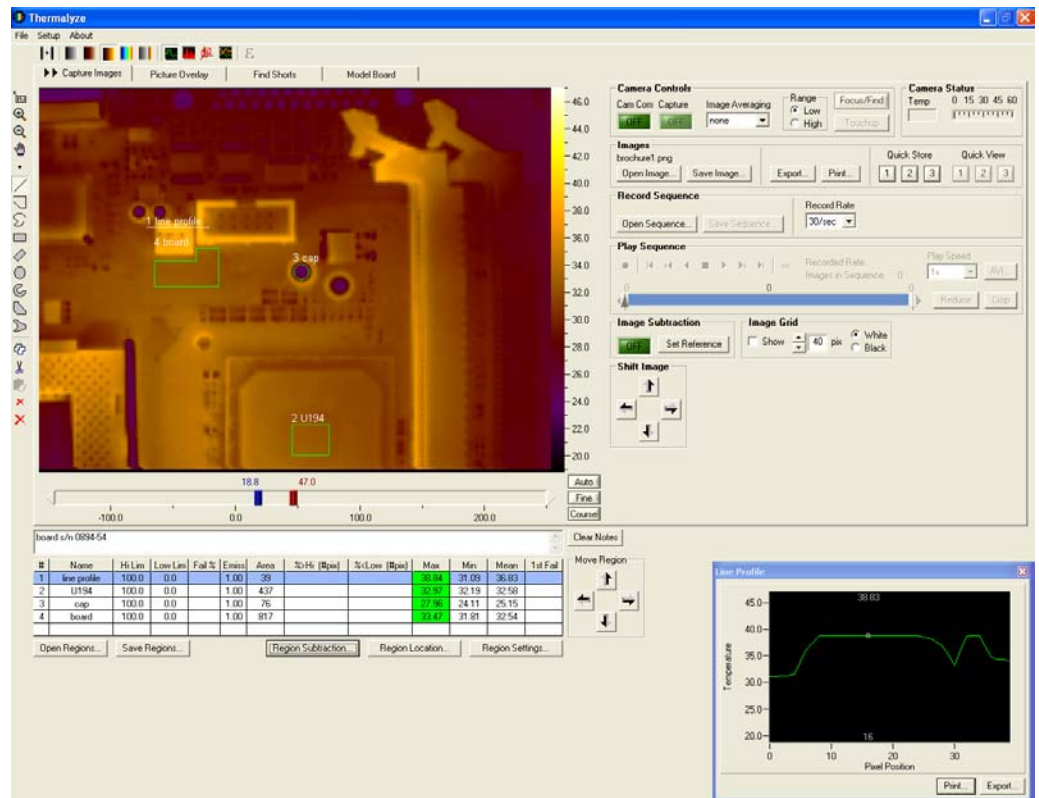 Thermalyze
File Setup About
Capture Images Picture Overlay Find Shorts Model Board
46.0
44.0
42.0
40.0
38.0
36.0
34.0
32.0
30.0
28.0
26.0
24.0
22.0
20.0
1 line profile
4 board
3 cap
2 U194
18.8 47.0
-100.0 0.0 100.0 200.0
Auto
Fine
Course
Camera Controls
Cam Com Capture Image Averaging Range
OFF OFF none Low
High
Focus/Find
Touchup
Camera Status
Temp 0 15 30 45 60
Images
brochure1.png
Open Image... Save Image... Export... Print...
Quick Store Quick View
1 2 3 1 2 3
Record Sequence
Open Sequence... Save Sequence...
Record Rate
30/sec
Play Sequence
Recorded Rate:
Images in Sequence: 0
Play Speed
1x AVI...
0 0 0
Reduce Crop
Image Subtraction
OFF Set Reference
Image Grid
Show 40 pix White
Black
Shift Image
board s/n 0894-54
Clear Notes
# Name Hi Lim Low Lim Fail % Emiss Area %>Hi (#pix) %<Low (#pix) Max Min Mean 1st Fail
1 line profile 100.0 0.0 1.00 39 38.84 31.09 36.83
2 U194 100.0 0.0 1.00 437 32.97 32.19 32.58
3 cap 100.0 0.0 1.00 76 27.96 24.11 25.15
4 board 100.0 0.0 1.00 817 33.47 31.81 32.54
Open Regions... Save Regions... Region Subtraction... Region Location... Region Settings...
Move Region
Line Profile
38.83
45.0
40.0
35.0
30.0
25.0
20.0
Temperature
16
0 10 20 30
Pixel Position
Print... Export...